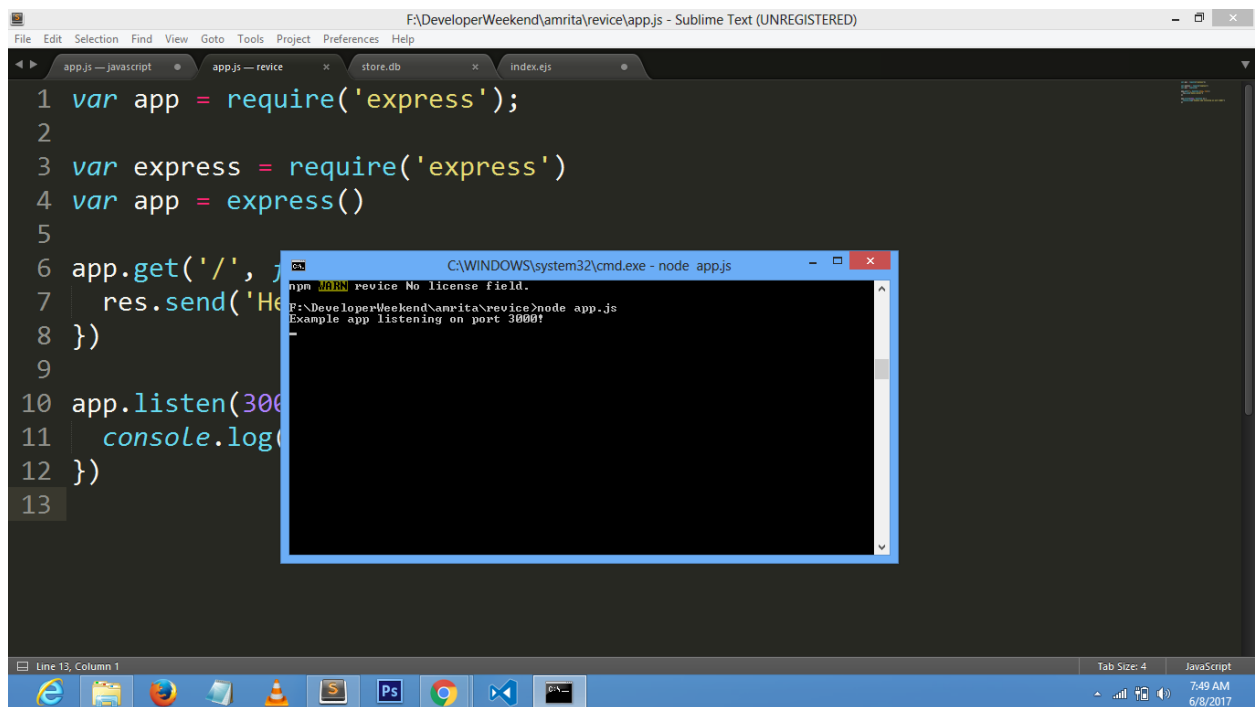 F:\DeveloperWeekend\amrita\revice\app.js - Sublime Text (UNREGISTERED)
File Edit Selection Find View Goto Tools Project Preferences Help
app.js — javascript app.js — revice store.db index.ejs
1 var app = require('express');
2
3 var express = require('express')
4 var app = express()
5
6 app.get('/', f
7 res.send('He
8 })
9
10 app.listen(300
11 console.log(
12 })
13
C:\WINDOWS\system32\cmd.exe - node app.js
npm WARN revice No license field.
F:\DeveloperWeekend\amrita\revice>node app.js
Example app listening on port 3000!
Line 13, Column 1 Tab Size: 4 JavaScript
Ps
7:49 AM
6/8/2017